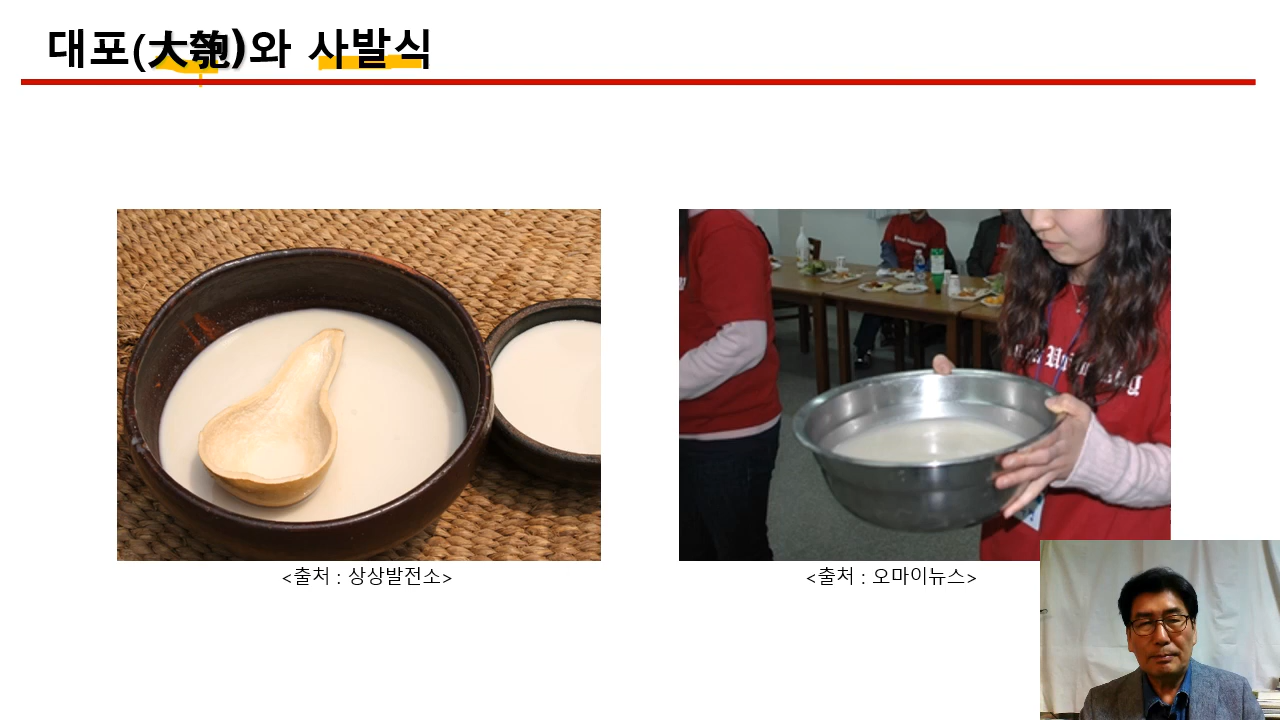 대포(大匏)와 사발식
<출처 : 상상발전소>
<출처 : 오마이뉴스>